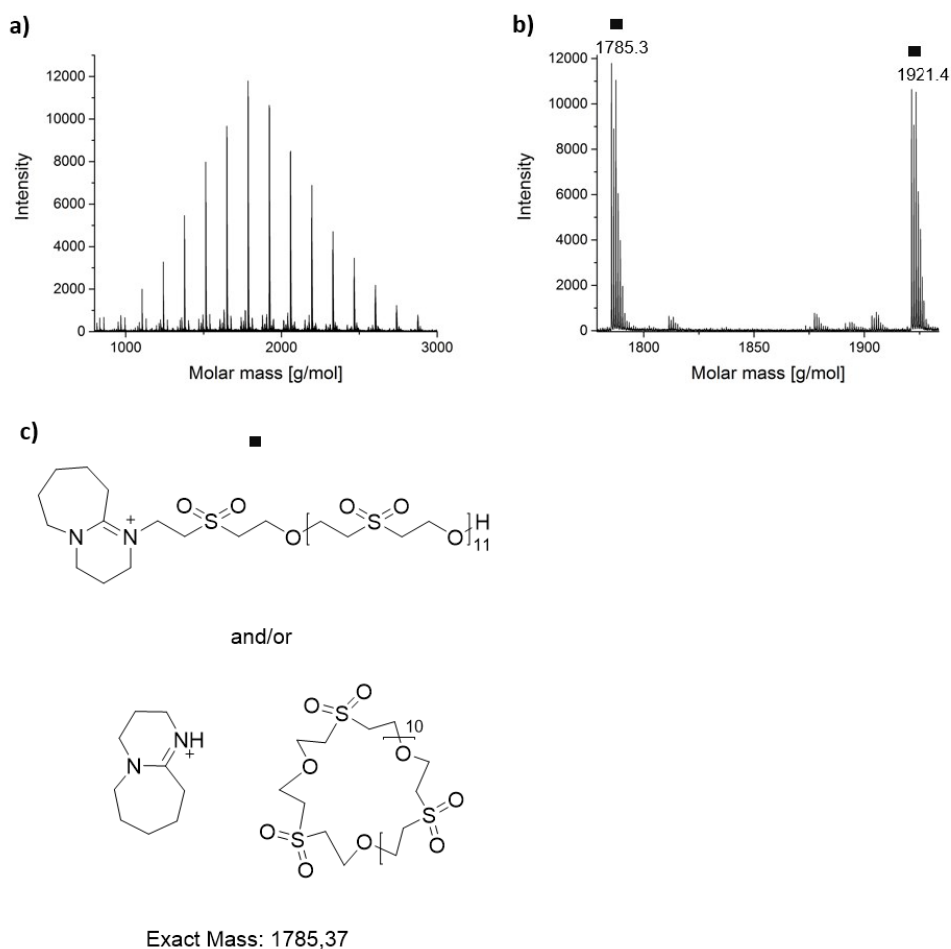 a)
12000
10000
8000
6000
4000
2000
0
Intensity
1000
2000
3000
Molar mass [g/mol]
b)
1785.3
1921.4
12000
10000
8000
6000
4000
2000
0
Intensity
1800
1850
1900
Molar mass [g/mol]
c)
N
+
N
O O
S
O
O O
S
O
H
11
and/or
N
NH
+
O
O
S
10
O
O
S
O
O
O
S
O
O
O
Exact Mass: 1785,37